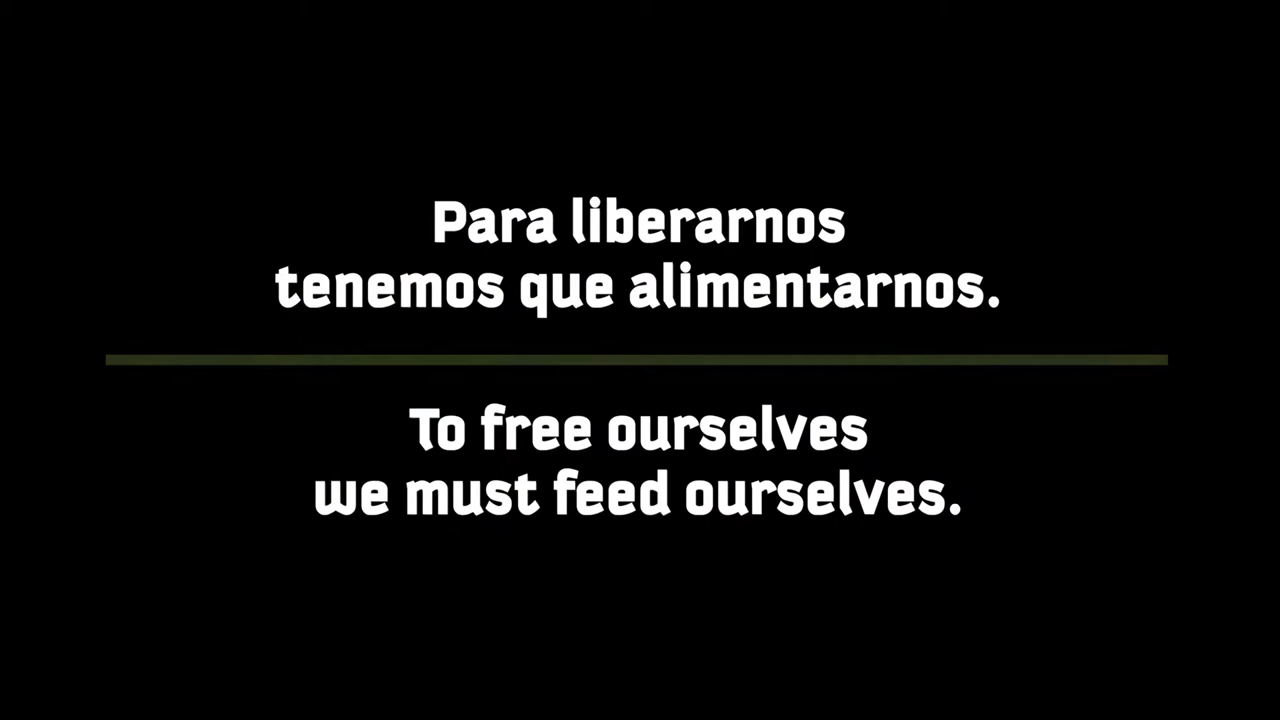 Para liberarnos
tenemos que alimentarnos.
To free ourselves
we must feed ourselves.